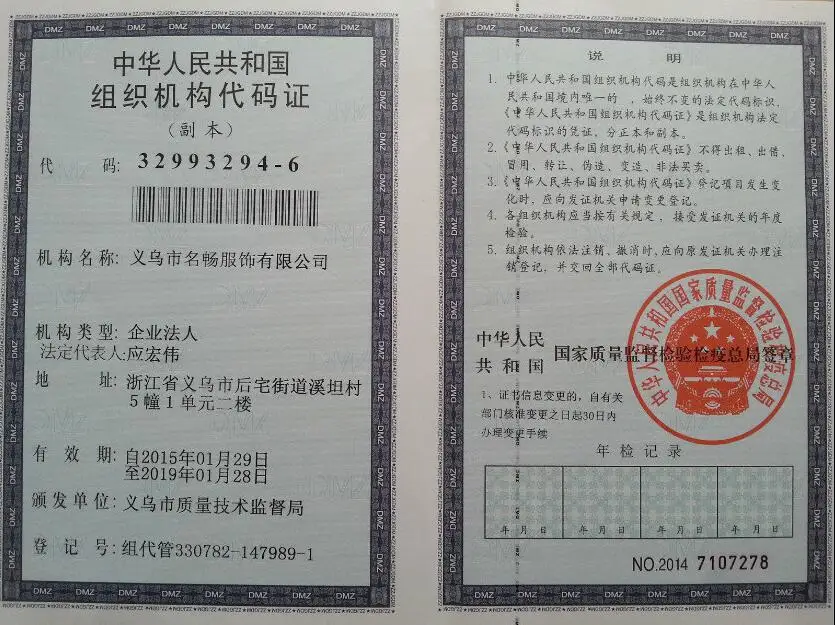 中华人民共和国
组织机构代码证
（副本）
代 码: 32993294-6
机构名称: 义乌市名畅服饰有限公司
机构类型: 企业法人
法定代表人:应宏伟
地 址: 浙江省义乌市后宅街道溪坦村
5幢1单元二楼
有 效 期: 自2015年01月29日
至2019年01月28日
颁发单位: 义乌市质量技术监督局
登 记 号: 组代管330782-147989-1
说 明
1. 中华人民共和国组织机构代码是组织机构在中华人
民共和国境内唯一的 , 始终不变的法定代码标识，
《中华人民共和国组织机构代码证》是组织机构法定
代码标识的凭证，分正本和副本.
2.《中华人民共和国组织机构代码证》不得出租、出借、
冒用、转让、伪造、变造、非法买卖。
3.《中华人民共和国组织机构代码证》登记项目发生变
化时，应向发证机关申请变更登记。
4. 各组织机构应当按有关规定 , 接受发证机关的年度
检验。
5. 组织机构依法注销、撤消时,应向原发证机关办理注
销登记，并交回全部代码证。
中华人民
共和国 国家质量监督检验检疫总局签章
中华人民共和国国家质量监督检验检疫总局
1、证书信息变更的，自有关
部门核准变更之日起30日内
办理变更手续
年检记录
年 月 日 年 月 日 年 月 日 年 月 日
NO.2014 7107278